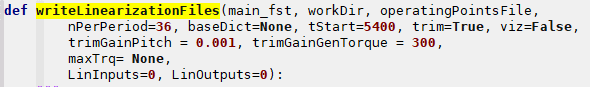 def writeLinearizationFiles(main_fst, workDir, operatingPointsFile,
nPerPeriod=36, baseDict=None, tStart=5400, trim=True, viz=False,
trimGainPitch = 0.001, trimGainGenTorque = 300,
maxTrq= None,
LinInputs=0, LinOutputs=0):
"""